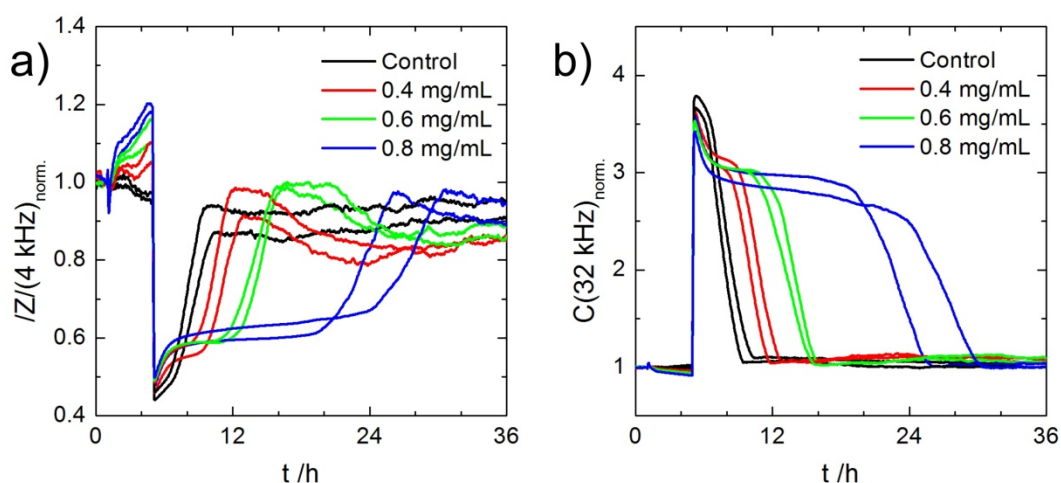 a)
1.4
1.2
1.0
0.8
0.6
0.4
/Z/(4 kHz)norm.
Control
0.4 mg/mL
0.6 mg/mL
0.8 mg/mL
0
12
24
36
t /h
b)
4
3
2
1
C(32 kHz)norm.
Control
0.4 mg/mL
0.6 mg/mL
0.8 mg/mL
0
12
24
36
t /h